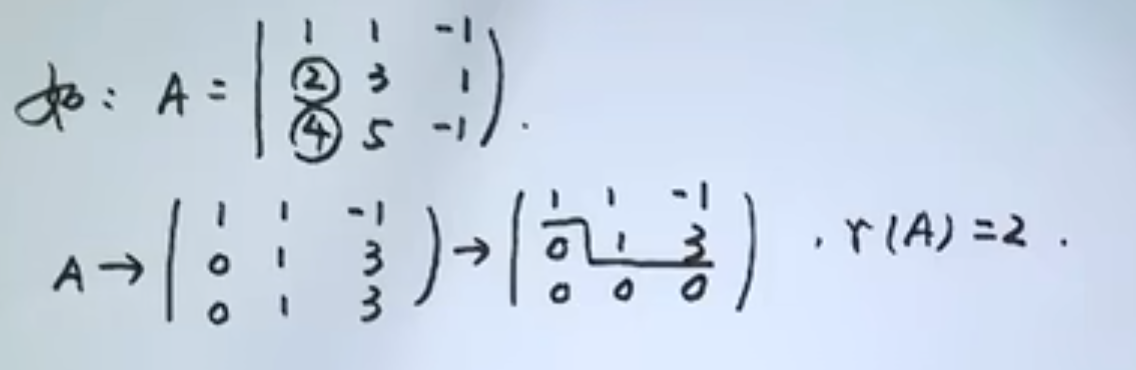 如: A = ( 1 1 -1
2 3 1
4 5 -1 ) .
A → ( 1 1 -1
0 1 3
0 1 3 ) → ( 1 1 -1
0 1 3
0 0 0 ) , r(A) = 2 .